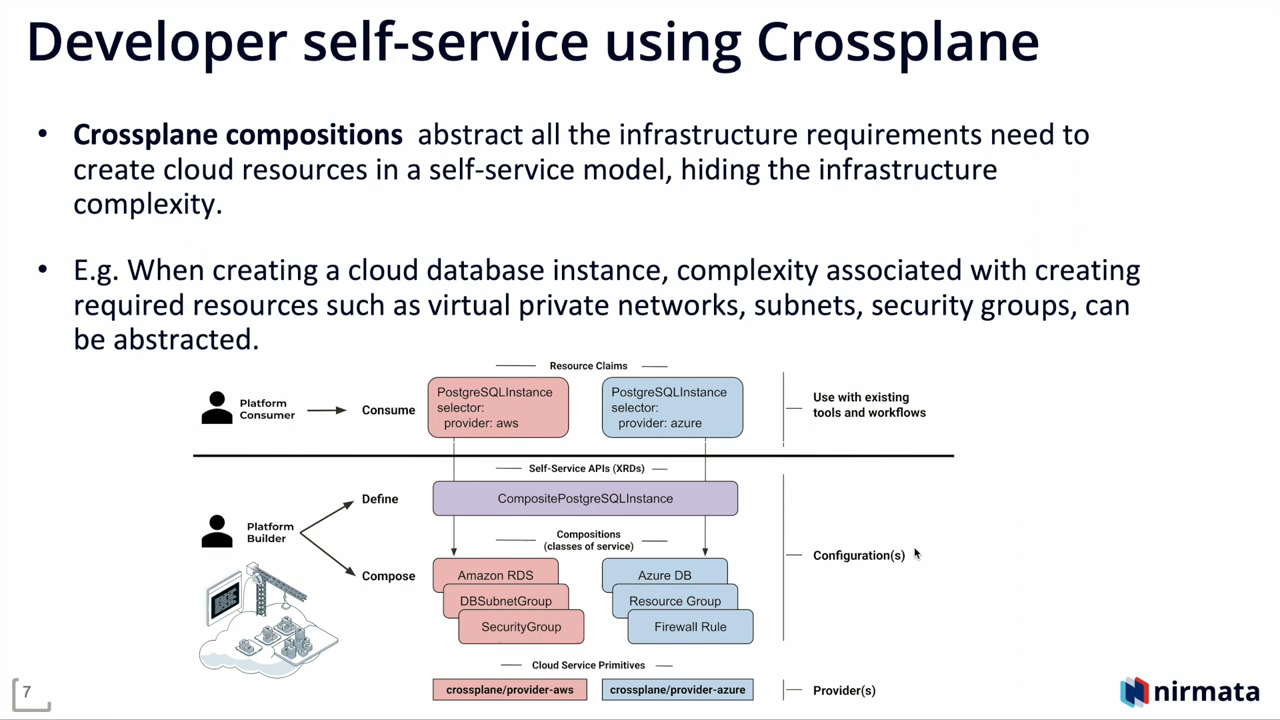 Developer self-service using Crossplane
• Crossplane compositions abstract all the infrastructure requirements need to
create cloud resources in a self-service model, hiding the infrastructure
complexity.
• E.g. When creating a cloud database instance, complexity associated with creating
required resources such as virtual private networks, subnets, security groups, can
be abstracted.
Resource Claims
Platform
Consumer
Consume
PostgreSQLInstance
selector:
provider: aws
PostgreSQLInstance
selector:
provider: azure
Use with existing
tools and workflows
Self-Service APIs (XRDs)
Define
CompositePostgreSQLInstance
Platform
Builder
Compositions
(classes of service)
Configuration(s)
Compose
Amazon RDS
DBSubnetGroup
SecurityGroup
Azure DB
Resource Group
Firewall Rule
Cloud Service Primitives
crossplane/provider-aws
crossplane/provider-azure
Provider(s)
7
nirmata